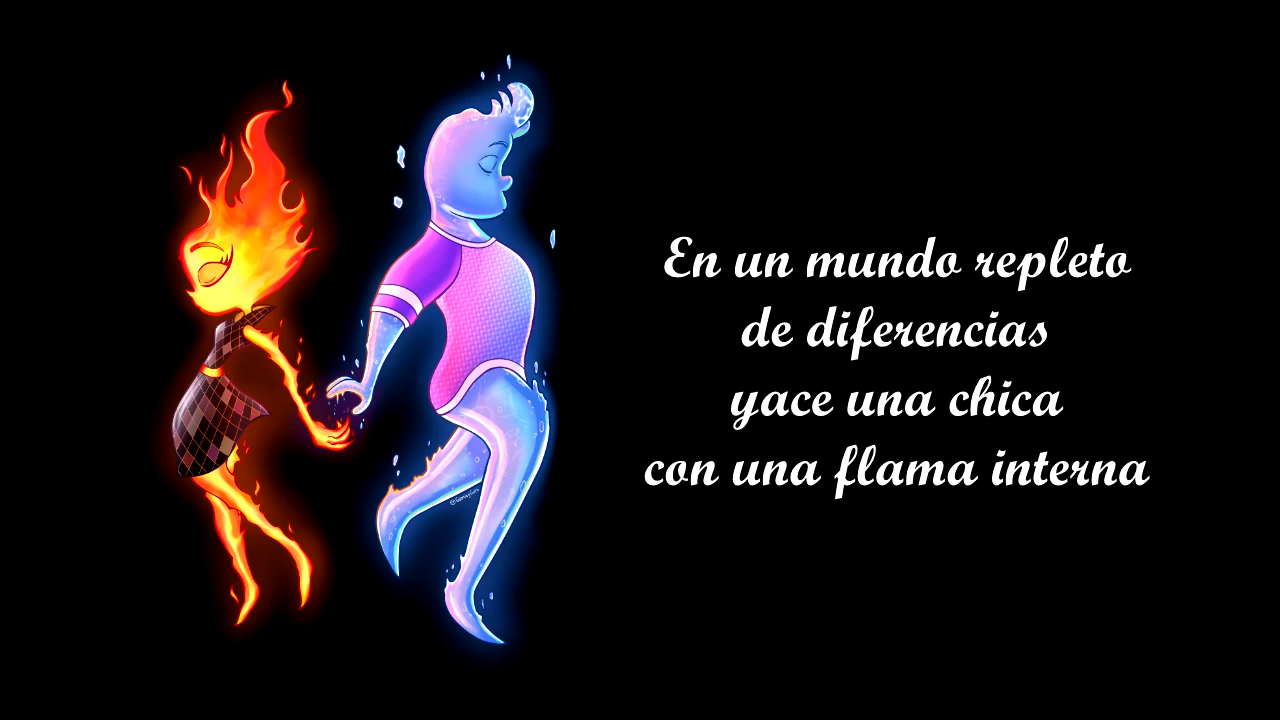 En un mundo repleto
de diferencias
yace una chica
con una flama interna